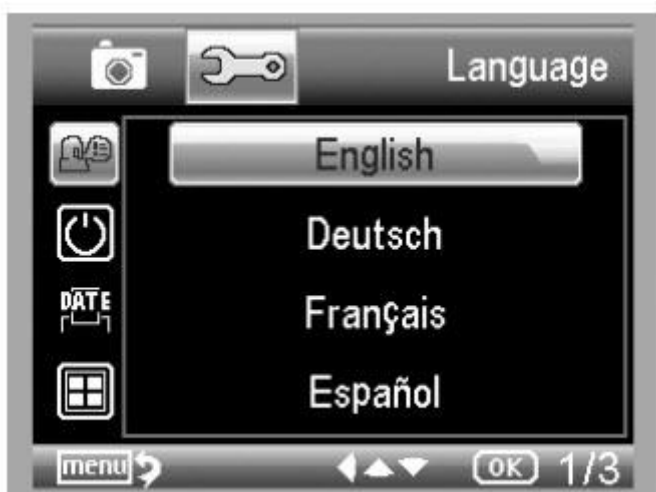 Language
English
Deutsch
DATE
Français
Español
menu OK 1/3